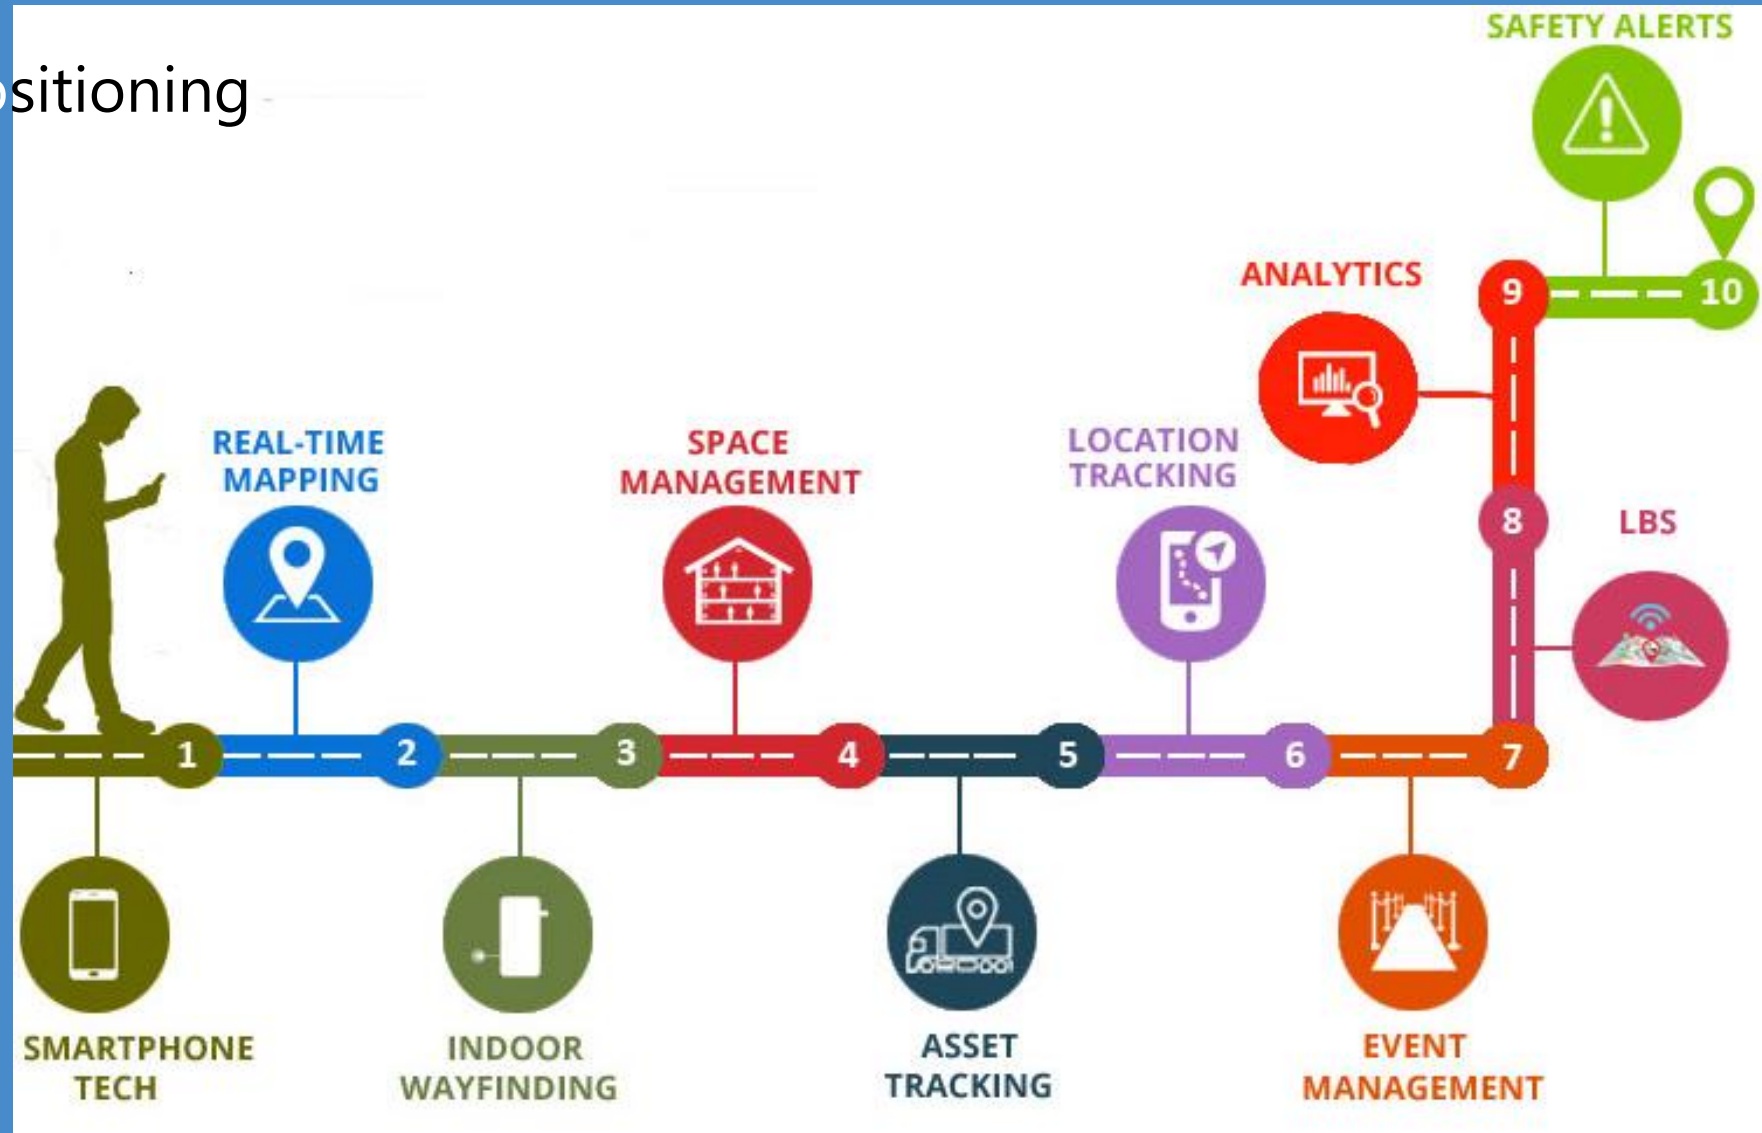 ositioning
SAFETY ALERTS
10
9
ANALYTICS
8
LBS
REAL-TIME
MAPPING
SPACE
MANAGEMENT
LOCATION
TRACKING
1
2
3
4
5
6
7
SMARTPHONE
TECH
INDOOR
WAYFINDING
ASSET
TRACKING
EVENT
MANAGEMENT